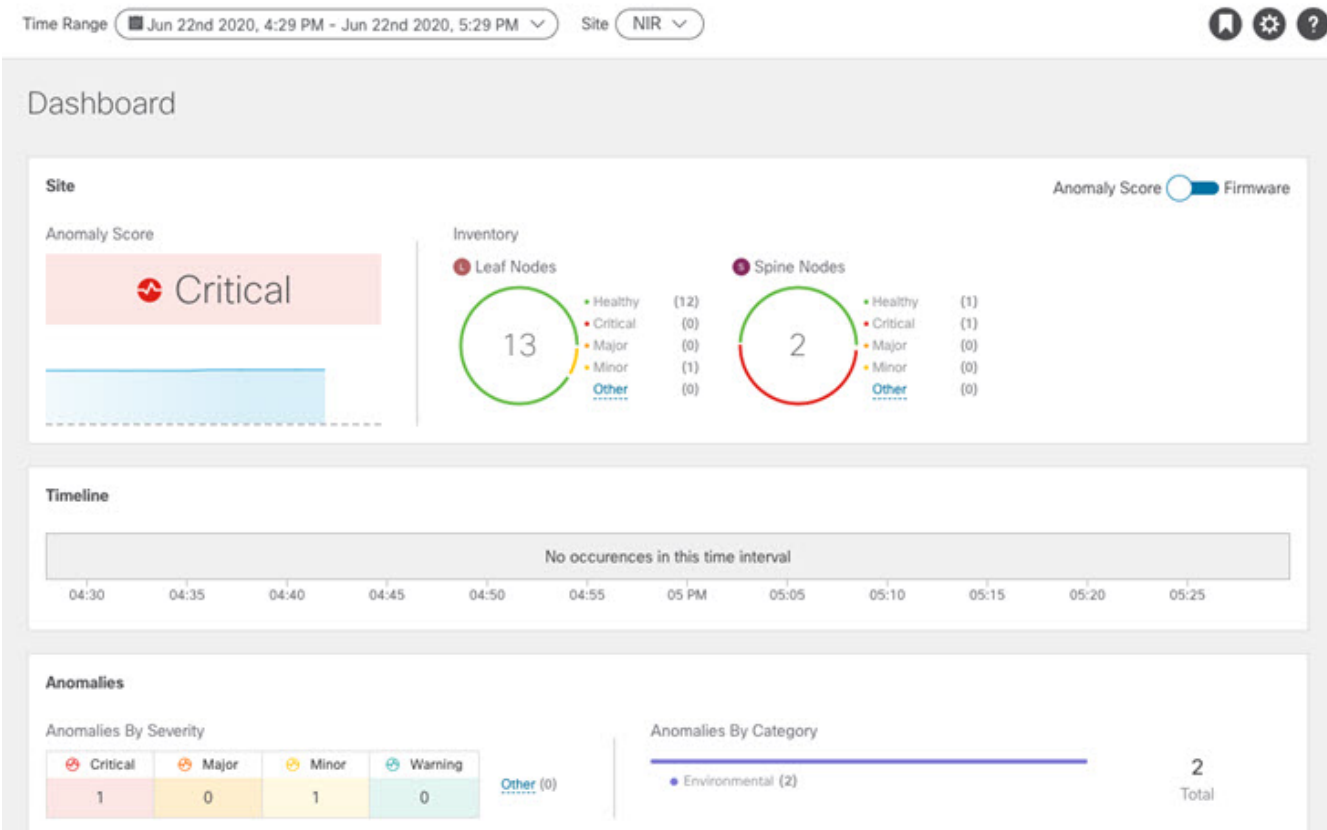 Time Range Jun 22nd 2020, 4:29 PM - Jun 22nd 2020, 5:29 PM Site NIR
?
Dashboard
Site
Anomaly Score Firmware
Anomaly Score
Critical
Inventory
L Leaf Nodes
13
Healthy (12)
Critical (0)
Major (0)
Minor (1)
Other (0)
S Spine Nodes
2
Healthy (1)
Critical (1)
Major (0)
Minor (0)
Other (0)
Timeline
No occurences in this time interval
04:30 04:35 04:40 04:45 04:50 04:55 05 PM 05:05 05:10 05:15 05:20 05:25
Anomalies
Anomalies By Severity
Critical Major Minor Warning
1 0 1 0
Other (0)
Anomalies By Category
Environmental (2)
2
Total